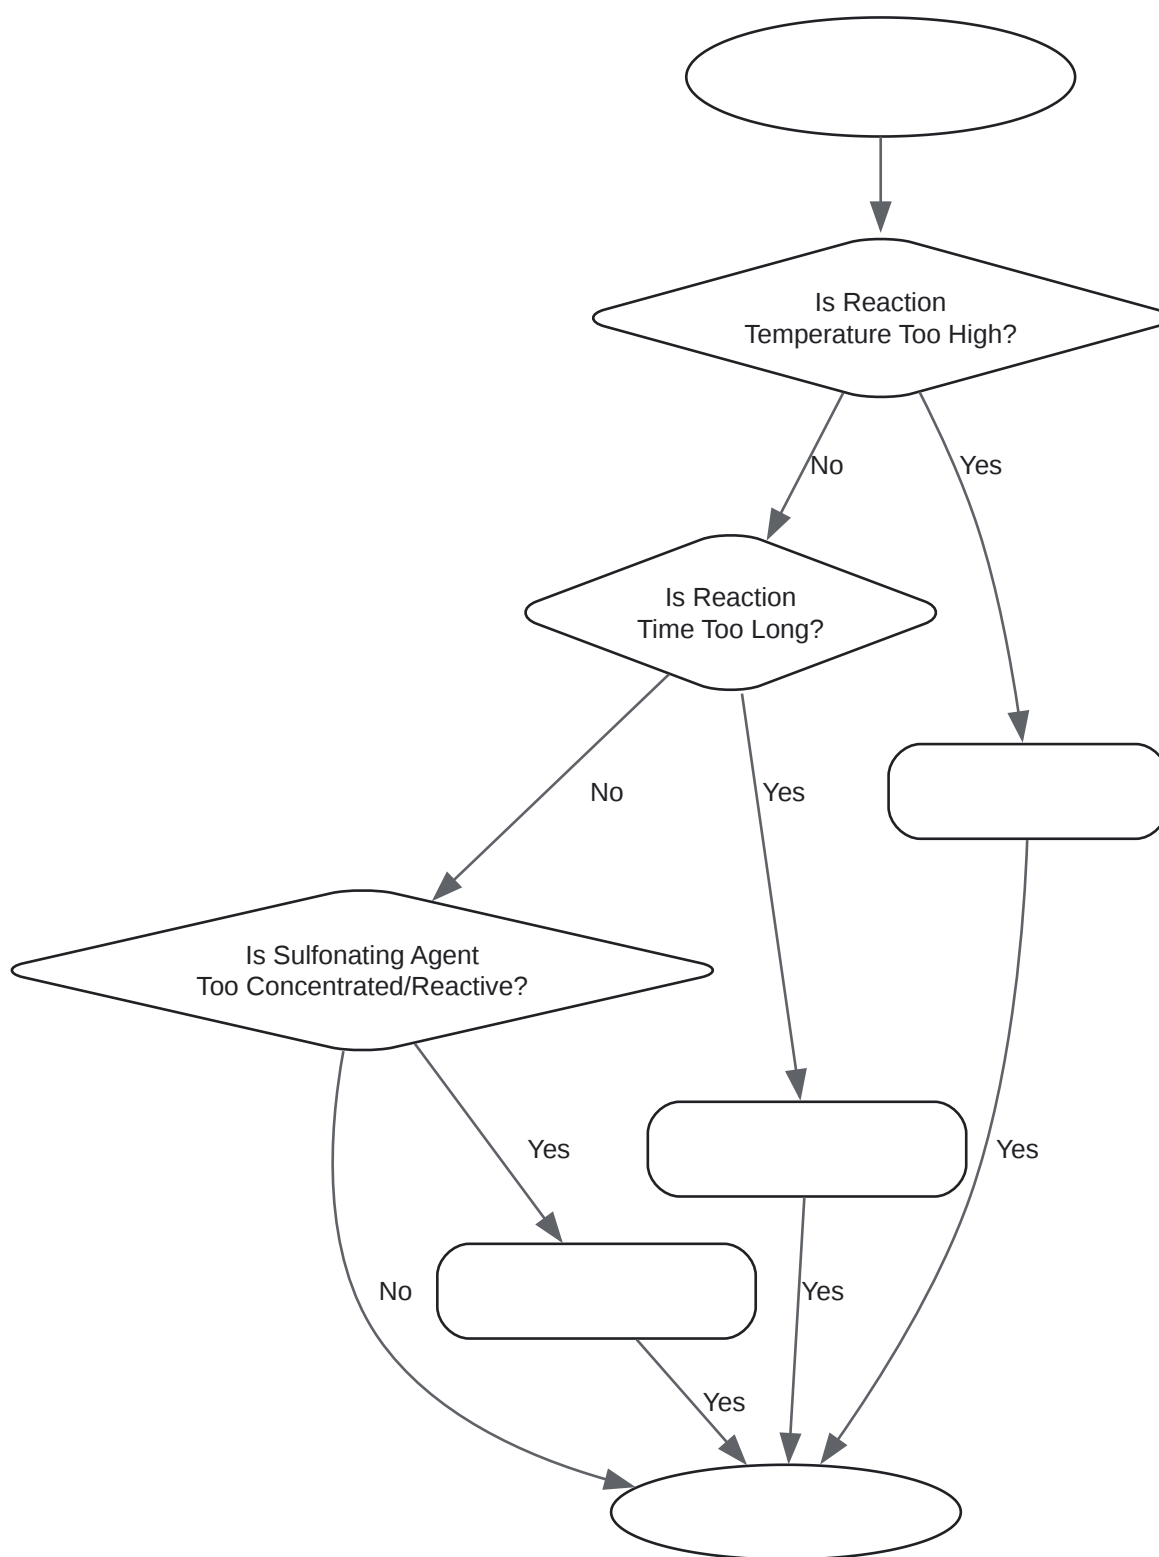 Is Reaction
Temperature Too High?
No
Yes
Is Reaction
Time Too Long?
No
Yes
Is Sulfonating Agent
Too Concentrated/Reactive?
Yes
Yes
No
Yes
Yes